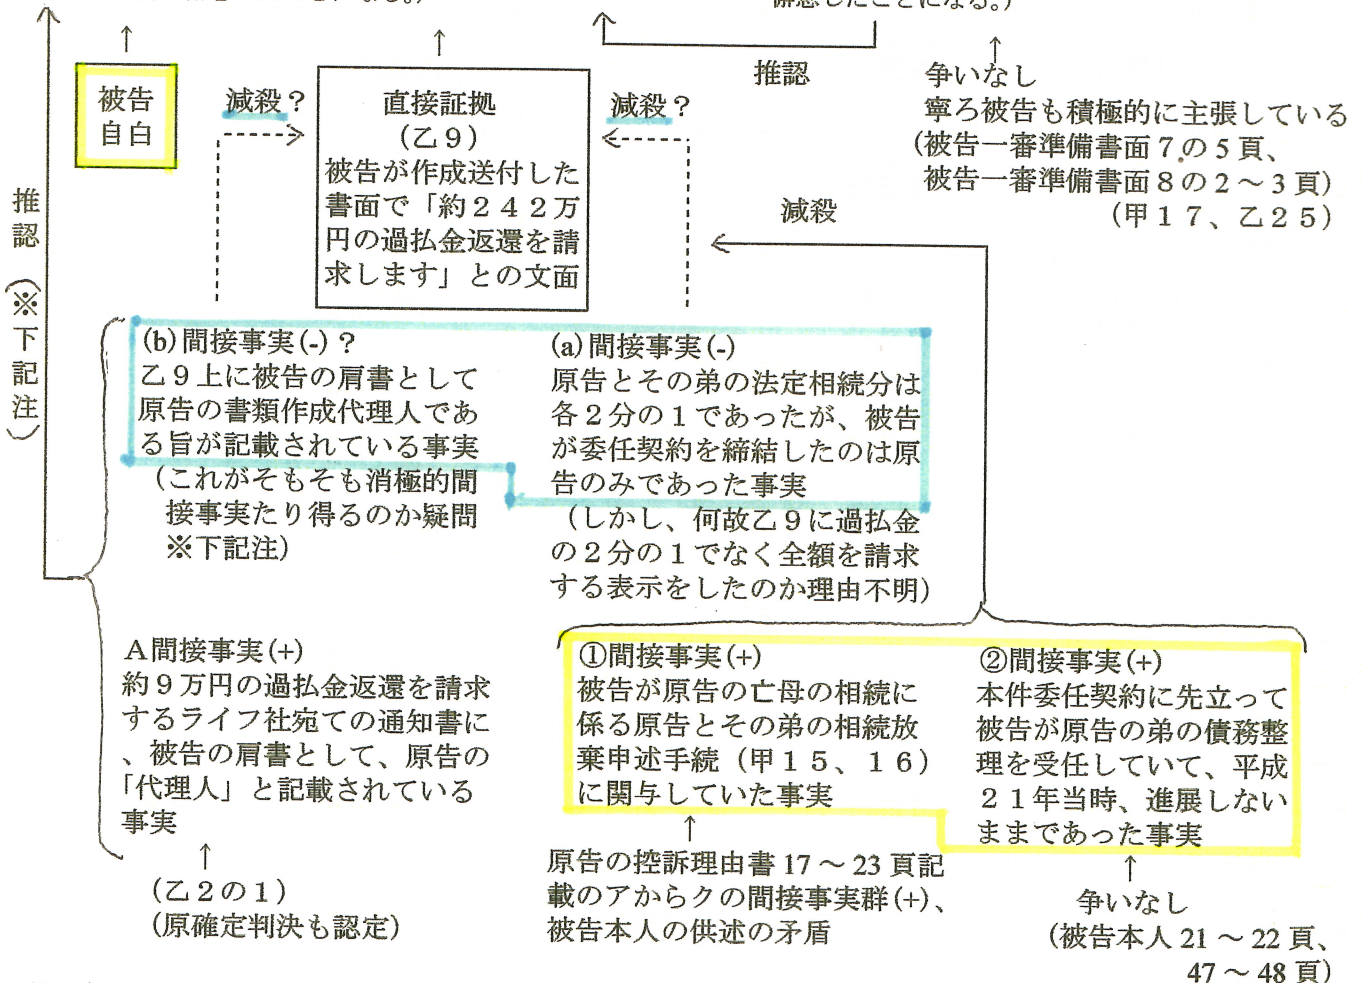 被告
自白
減殺？
直接証拠
（乙９）
被告が作成送付した
書面で「約２４２万
円の過払金返還を請
求します」との文面
減殺？
推認
争いなし
寧ろ被告も積極的に主張している
（被告一審準備書面７の５頁、
被告一審準備書面８の２～３頁）
（甲１７、乙２５）
減殺
推認（※下記注）
(b)間接事実(-)？
乙９上に被告の肩書として
原告の書類作成代理人であ
る旨が記載されている事実
（これがそもそも消極的間
接事実たり得るのか疑問
※下記注）
(a)間接事実(-)
原告とその弟の法定相続分は
各２分の１であったが、被告
が委任契約を締結したのは原
告のみであった事実
（しかし、何故乙９に過払金
の２分の１でなく全額を請求
する表示をしたのか理由不明）
Ａ間接事実(+)
約９万円の過払金返還を請求
するライフ社宛ての通知書に
、被告の肩書として、原告の
「代理人」と記載されている
事実
（乙２の１）
（原確定判決も認定）
①間接事実(+)
被告が原告の亡母の相続に
係る原告とその弟の相続放
棄申述手続（甲１５、１６）
に関与していた事実
原告の控訴理由書 17 ～ 23 頁記
載のアからクの間接事実群(+)、
被告本人の供述の矛盾
②間接事実(+)
本件委任契約に先立って
被告が原告の弟の債務整
理を受任していて、平成
２１年当時、進展しない
ままであった事実
争いなし
（被告本人 21 ～ 22 頁、
47 ～ 48 頁）